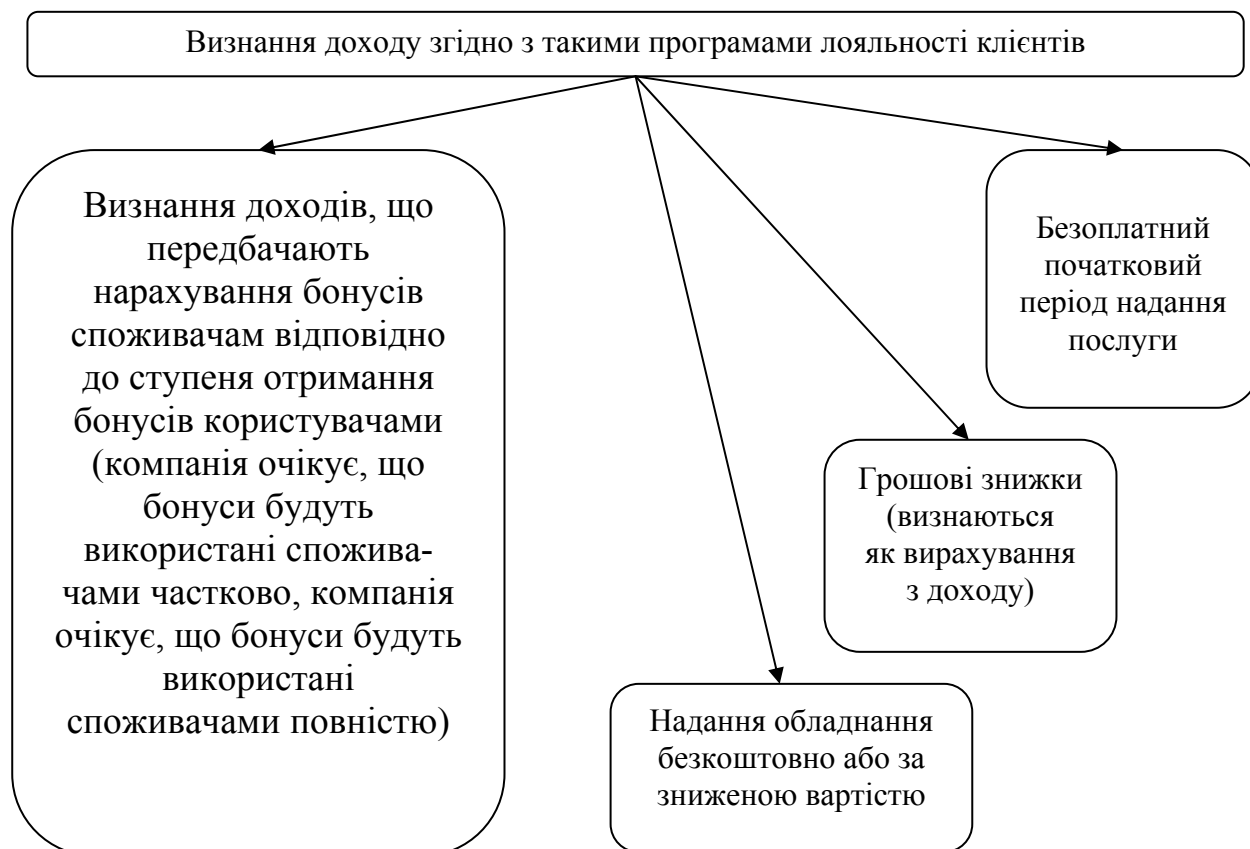 Визнання доходу згідно з такими програмами лояльності клієнтів
Визнання доходів, що
передбачають
нарахування бонусів
споживачам відповідно
до ступеня отримання
бонусів користувачами
(компанія очікує, що
бонуси будуть
використані спожива-
чами частково, компанія
очікує, що бонуси будуть
використані
споживачами повністю)
Надання обладнання
безкоштовно або за
зниженою вартістю
Грошові знижки
(визнаються
як вирахування
з доходу)
Безоплатний
початковий
період надання
послуги